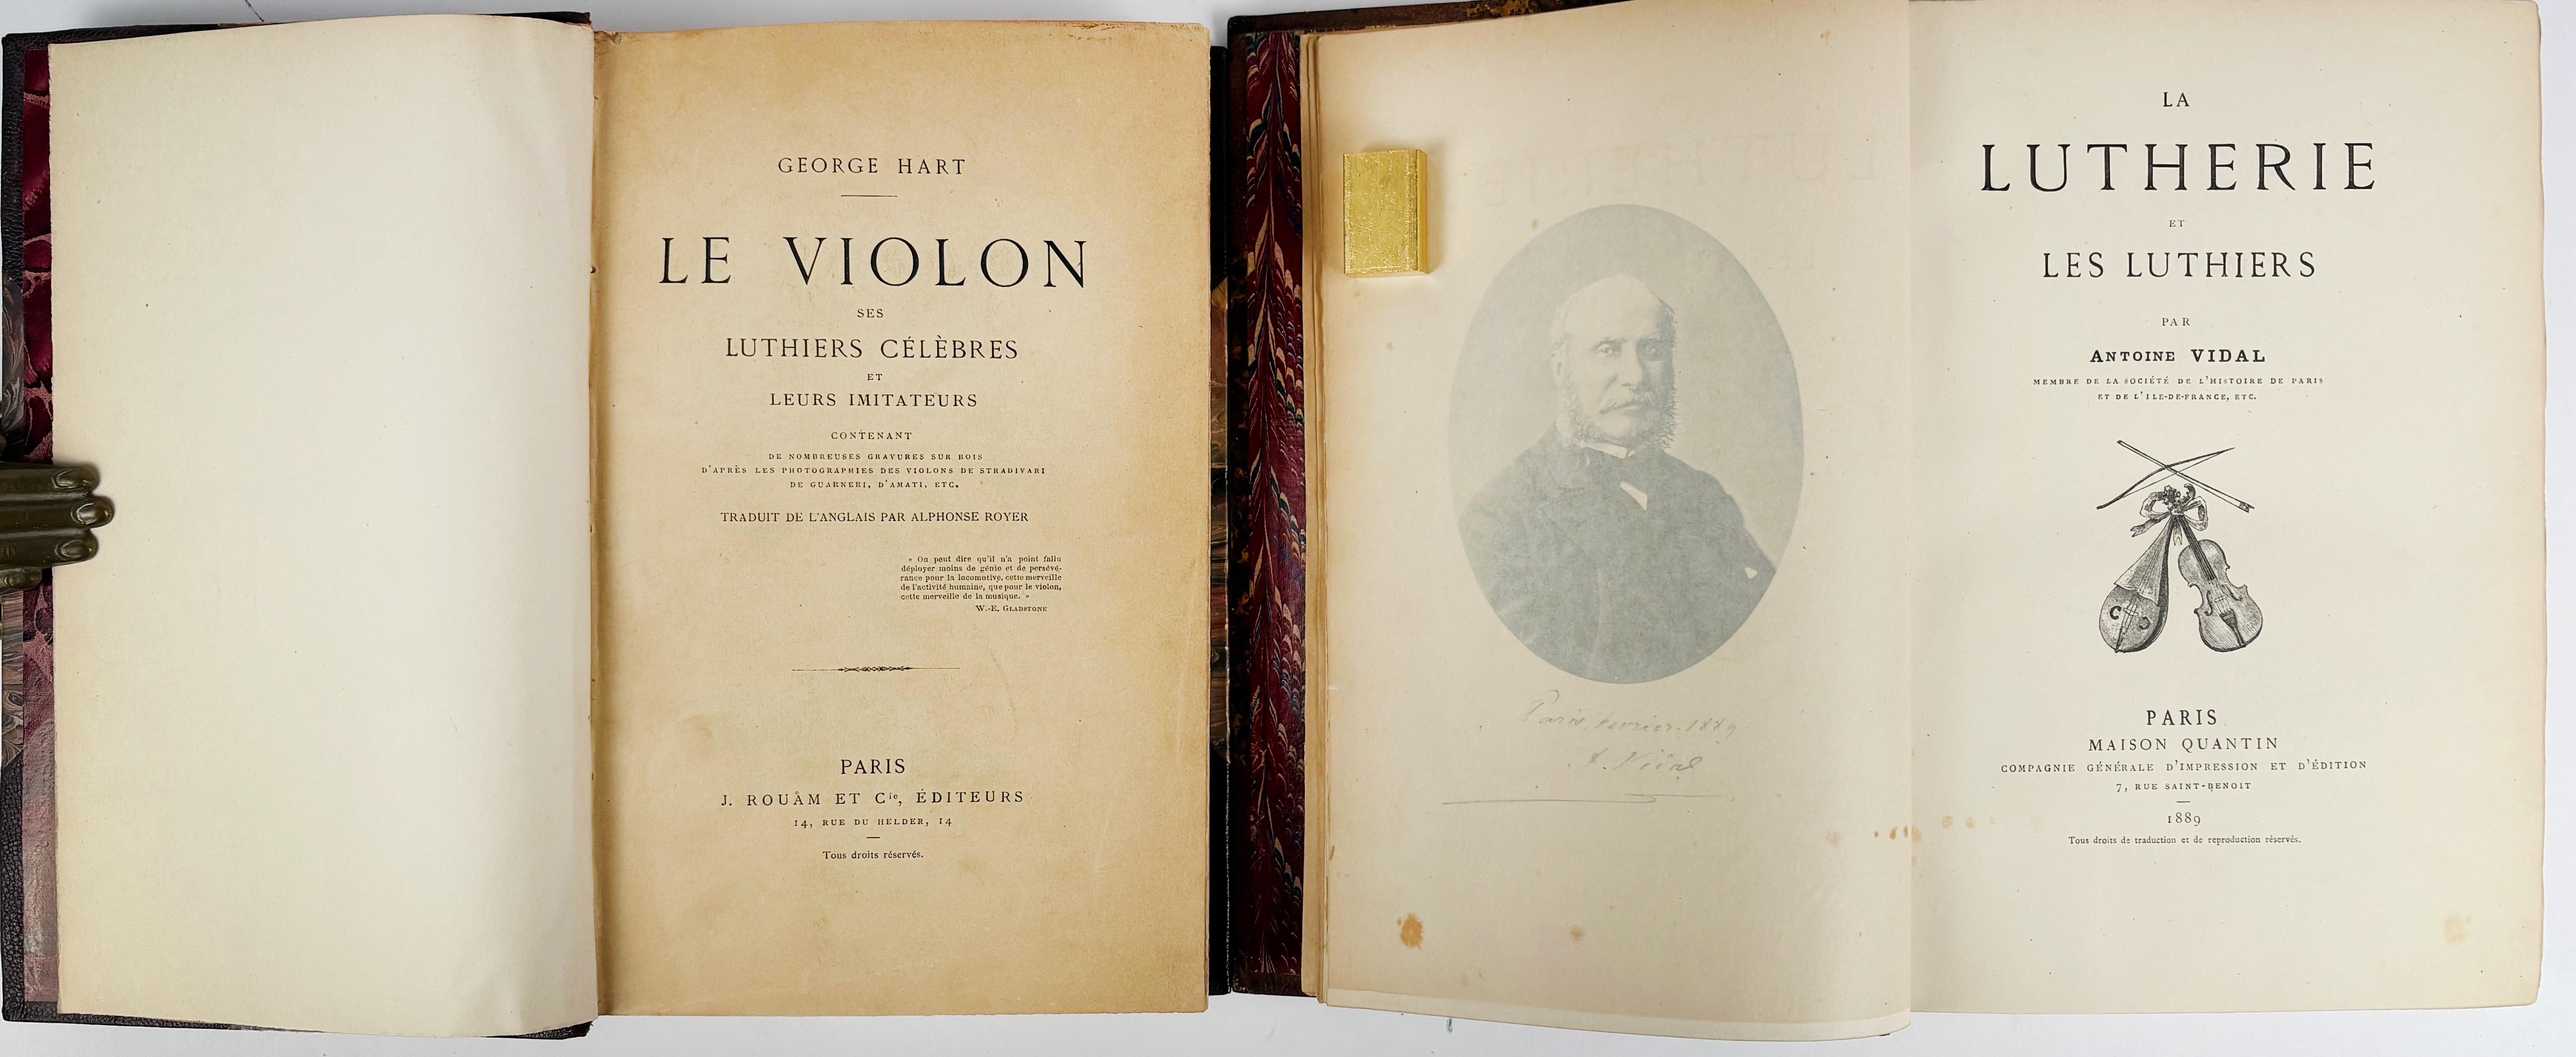 GEORGE HART
LE VIOLON
SES
LUTHIERS CÉLÈBRES
ET
LEURS IMITATEURS
CONTENANT
DE NOMBREUSES GRAVURES SUR BOIS
D'APRÈS LES PHOTOGRAPHIES DES VIOLONS DE STRADIVARI
DE GUARNERI, D'AMATI, ETC.
TRADUIT DE L'ANGLAIS PAR ALPHONSE ROYER
« On peut dire qu'il n'a point fallu
déployer moins de génie et de persévé-
rance pour la locomotive, cette merveille
de l'activité humaine, que pour le violon,
cette merveille de la musique. »
W.-E. GLADSTONE
PARIS
J. ROUAM ET Cie, ÉDITEURS
14, RUE DU HELDER, 14
Tous droits réservés.
Paris, fevrier. 1889
A. Vidal
LA
LUTHERIE
ET
LES LUTHIERS
PAR
ANTOINE VIDAL
MEMBRE DE LA SOCIÉTÉ DE L'HISTOIRE DE PARIS
ET DE L'ILE-DE-FRANCE, ETC.
PARIS
MAISON QUANTIN
COMPAGNIE GÉNÉRALE D'IMPRESSION ET D'ÉDITION
7, RUE SAINT-BENOIT
1889
Tous droits de traduction et de reproduction réservés.